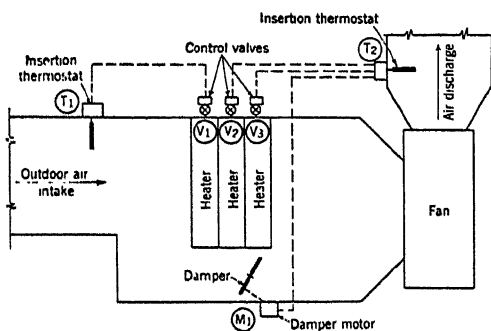 Insertion thermostat
T2
Control valves
Insertion
thermostat
T1
Air discharge
V1
V2
V3
Outdoor air
intake
Heater
Heater
Heater
Fan
Damper
M1
Damper motor